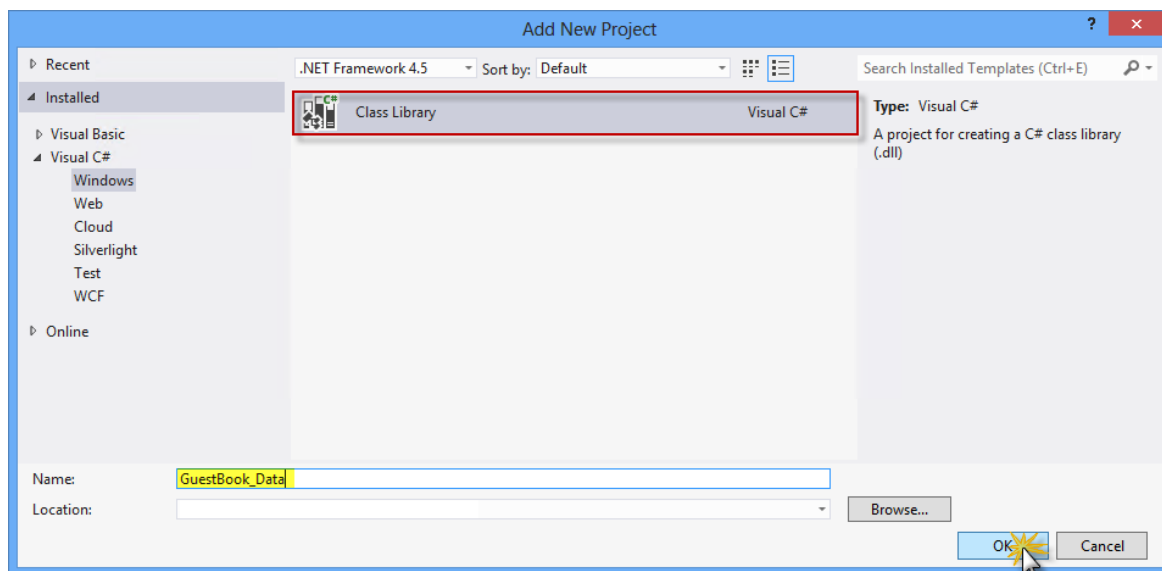 Add New Project
?
Recent
.NET Framework 4.5
Sort by: Default
Search Installed Templates (Ctrl+E)
Installed
C#
Class Library
Visual C#
Type: Visual C#
A project for creating a C# class library
(.dll)
Visual Basic
Visual C#
Windows
Web
Cloud
Silverlight
Test
WCF
Online
Name:
GuestBook_Data
Location:
Browse...
OK
Cancel